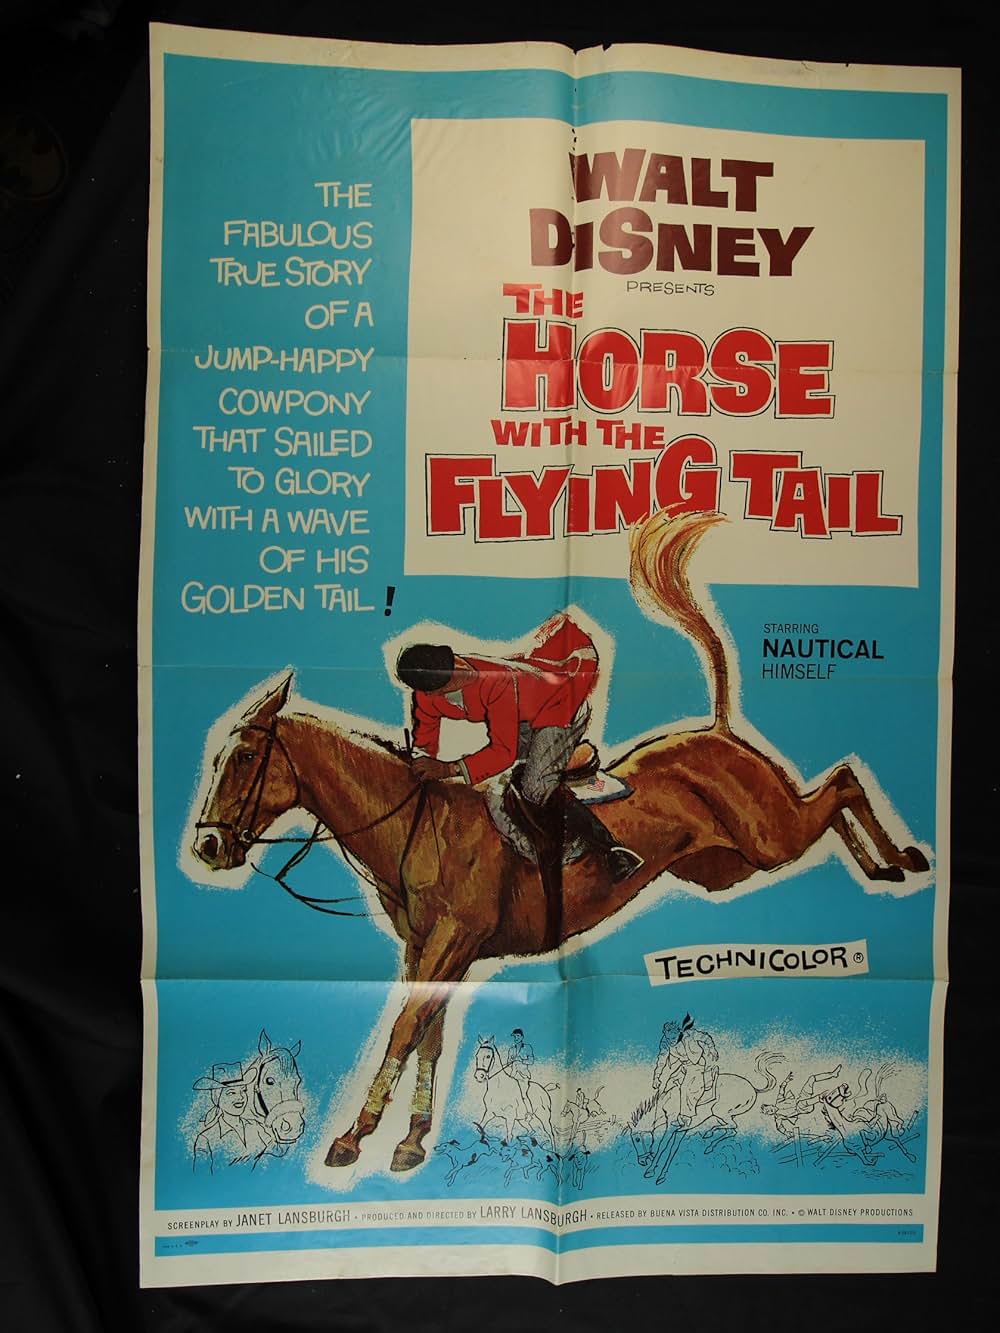 THE
FABULOUS
TRUE STORY
OF A
JUMP-HAPPY
COWPONY
THAT SAILED
TO GLORY
WITH A WAVE
OF HIS
GOLDEN TAIL!
WALT
DISNEY
PRESENTS
THE
HORSE
WITH THE
FLYING TAIL
STARRING
NAUTICAL
HIMSELF
TECHNICOLOR®
SCREENPLAY BY JANET LANSBURGH • PRODUCED AND DIRECTED BY LARRY LANSBURGH • RELEASED BY BUENA VISTA DISTRIBUTION CO. INC. • © WALT DISNEY PRODUCTIONS